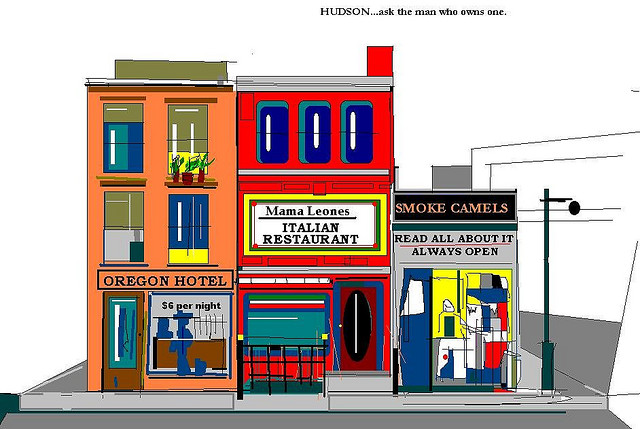 HUDSON...ask the man who owns one.
Mama Leones
ITALIAN
RESTAURANT
SMOKE CAMELS
READ ALL ABOUT IT
ALWAYS OPEN
OREGON HOTEL
$6 per night